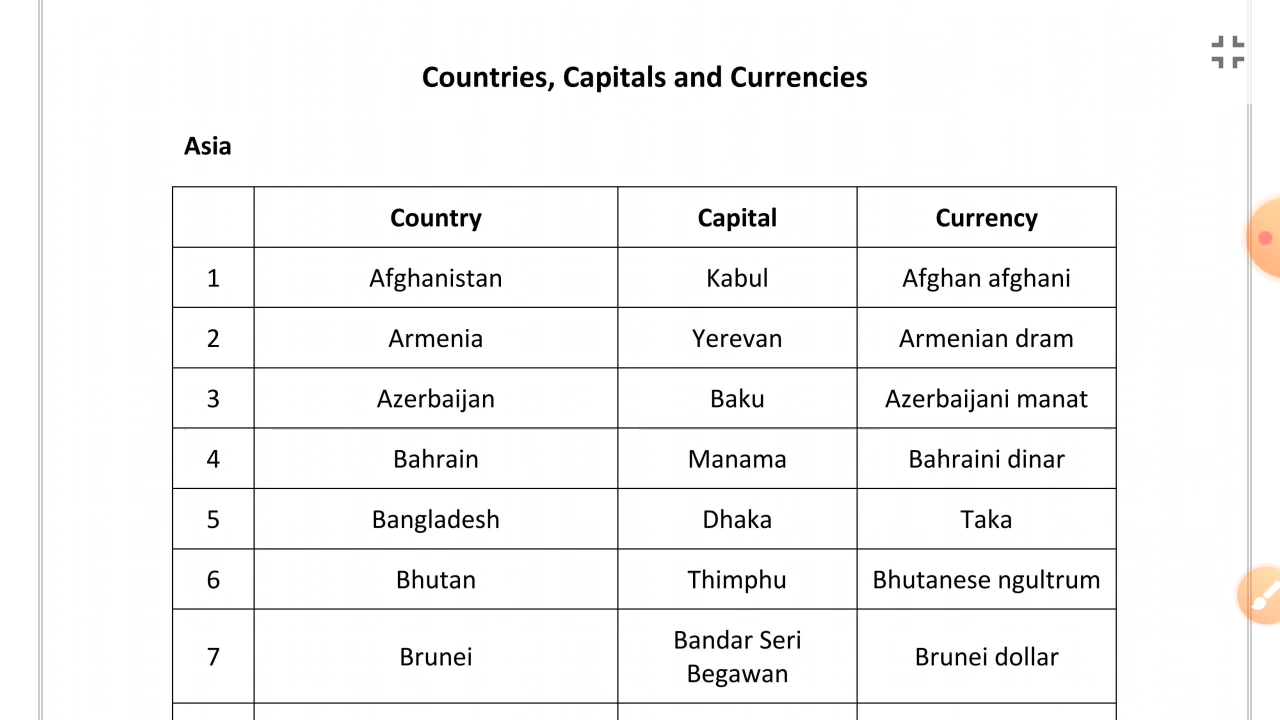 Countries, Capitals and Currencies
Asia
Country Capital Currency
1 Afghanistan Kabul Afghan afghani
2 Armenia Yerevan Armenian dram
3 Azerbaijan Baku Azerbaijani manat
4 Bahrain Manama Bahraini dinar
5 Bangladesh Dhaka Taka
6 Bhutan Thimphu Bhutanese ngultrum
7 Brunei Bandar Seri Begawan Brunei dollar